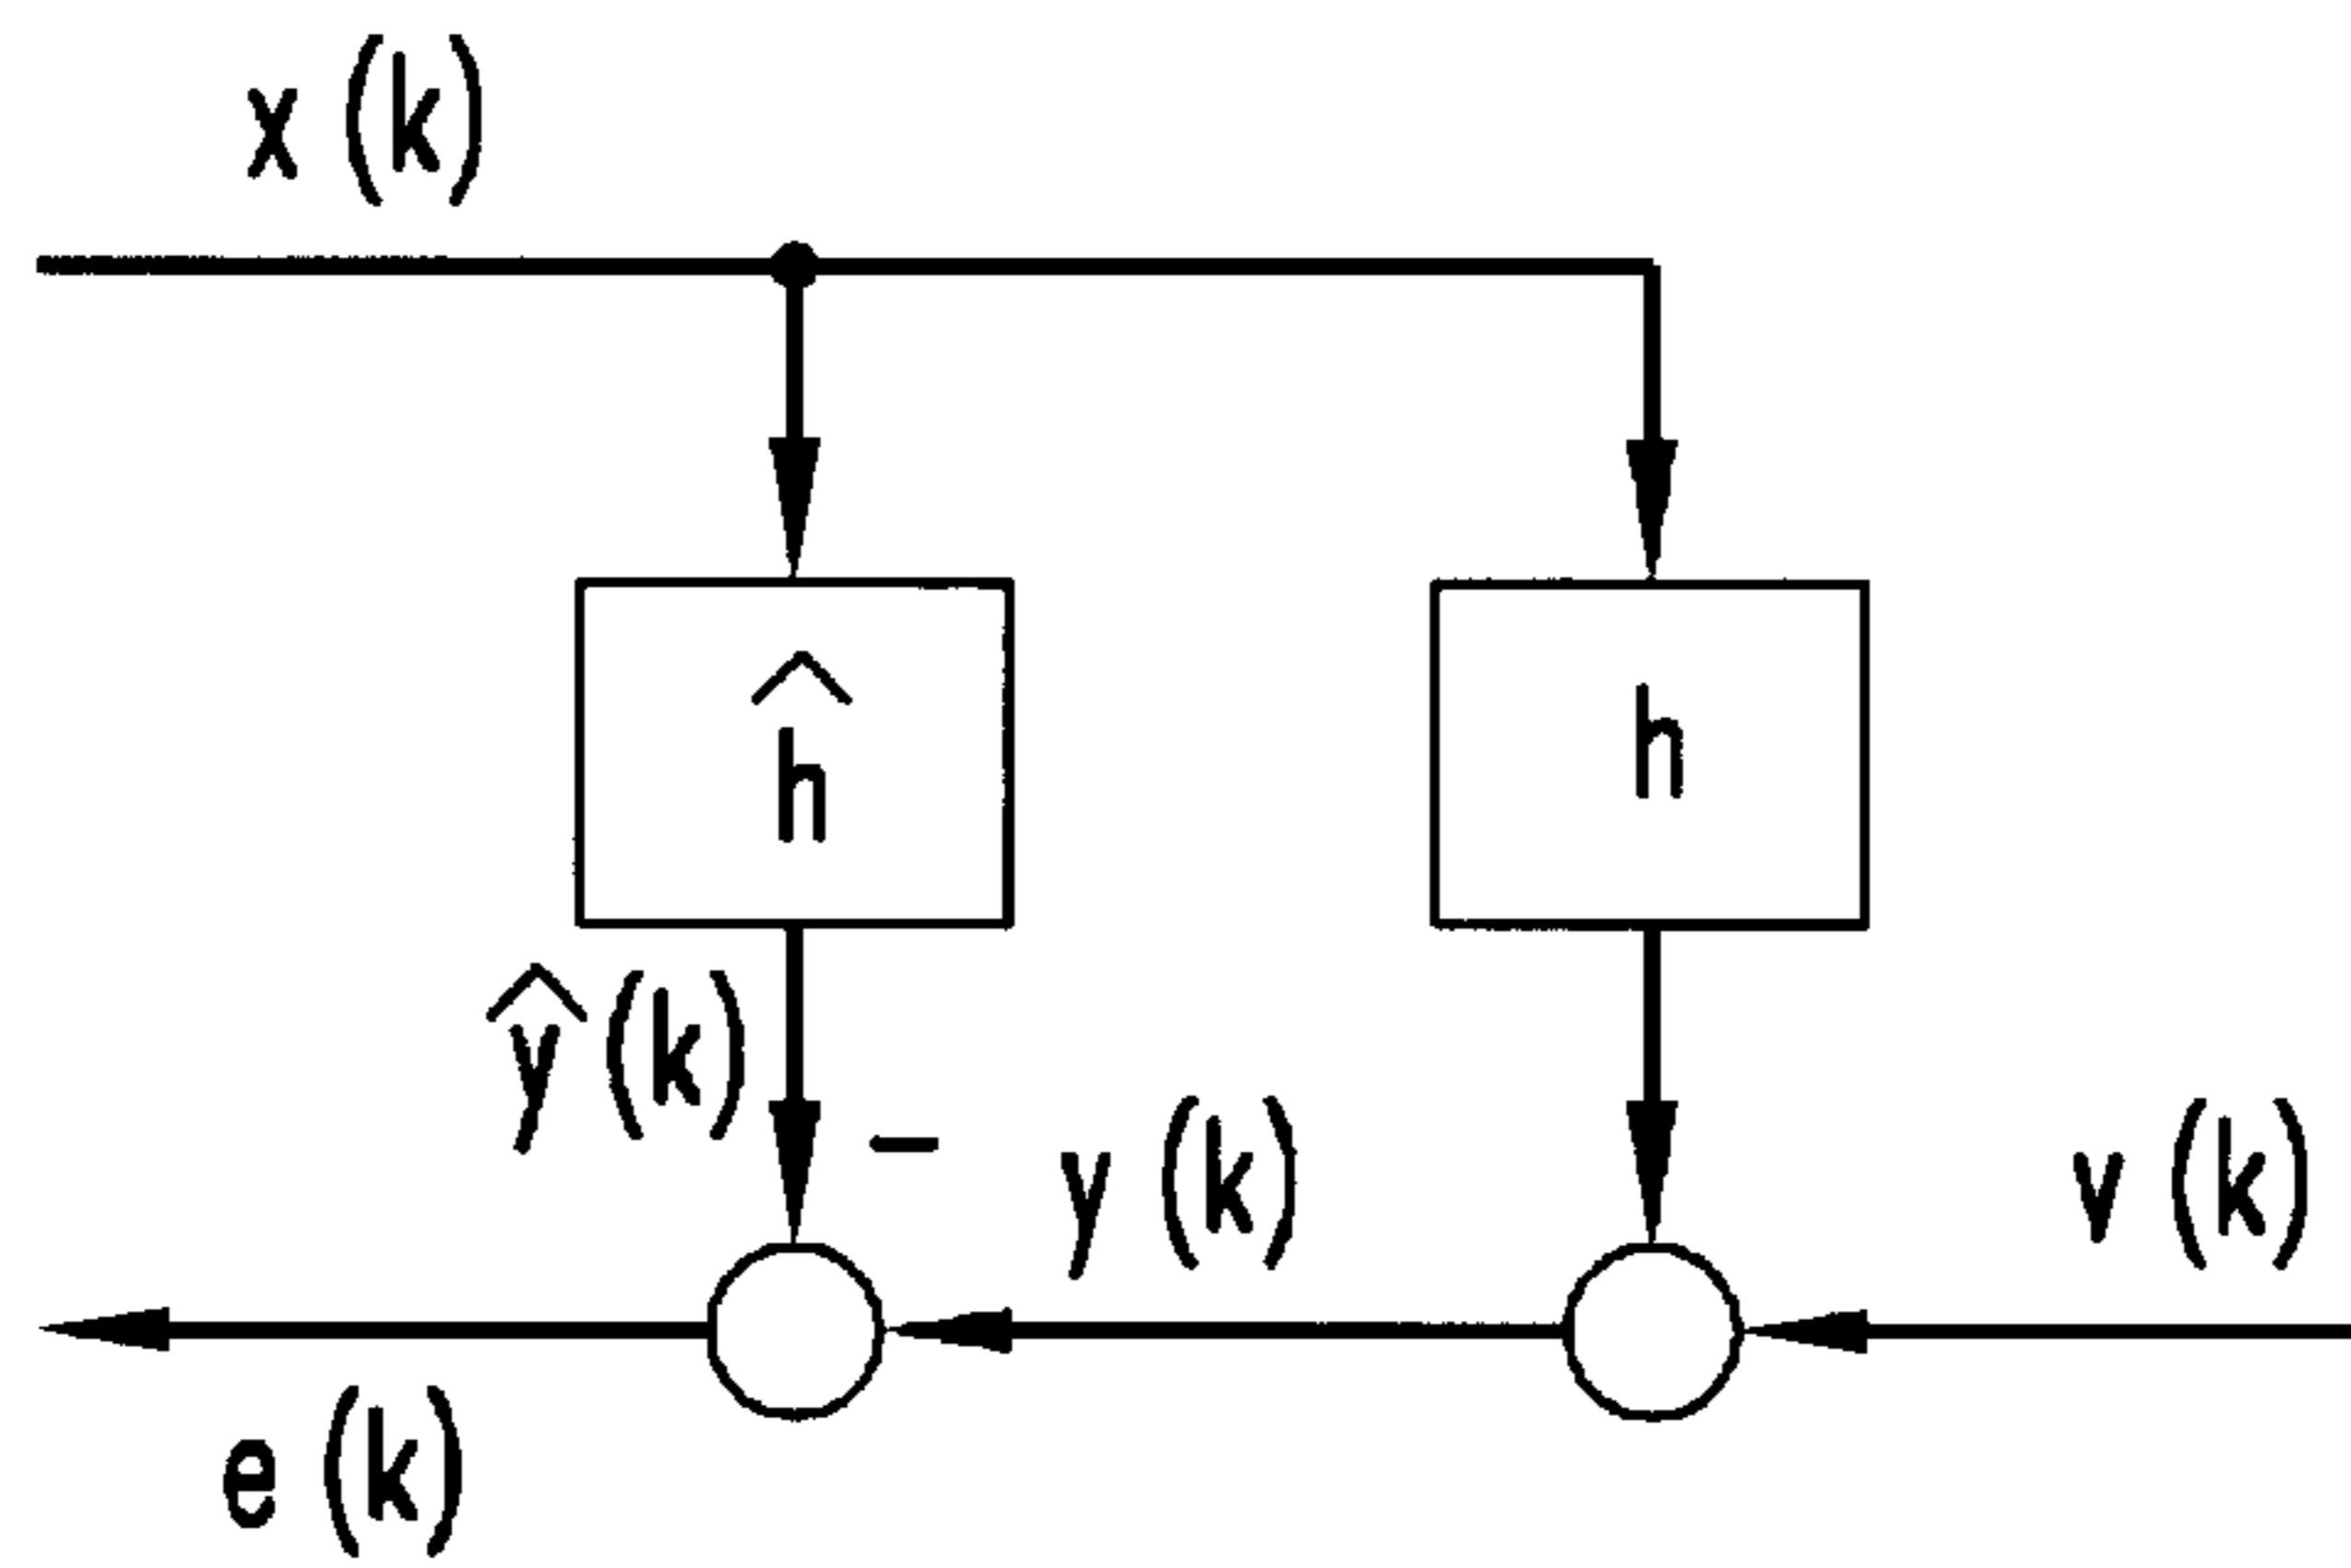 x (k)
ĥ
h
ŷ (k)
−
y (k)
v (k)
e (k)